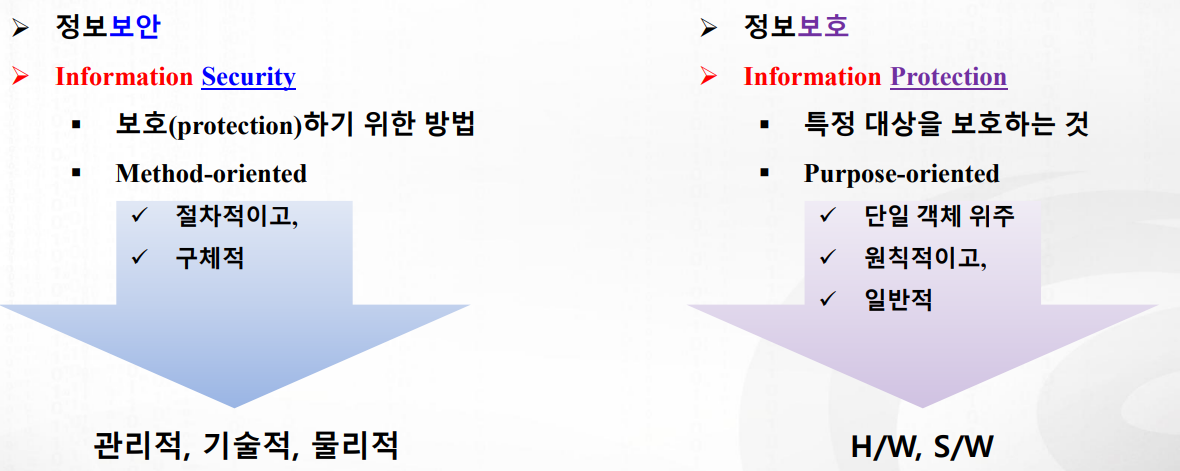 정보보안
Information Security
보호(protection)하기 위한 방법
Method-oriented
절차적이고,
구체적
관리적, 기술적, 물리적
정보보호
Information Protection
특정 대상을 보호하는 것
Purpose-oriented
단일 객체 위주
원칙적이고,
일반적
H/W, S/W